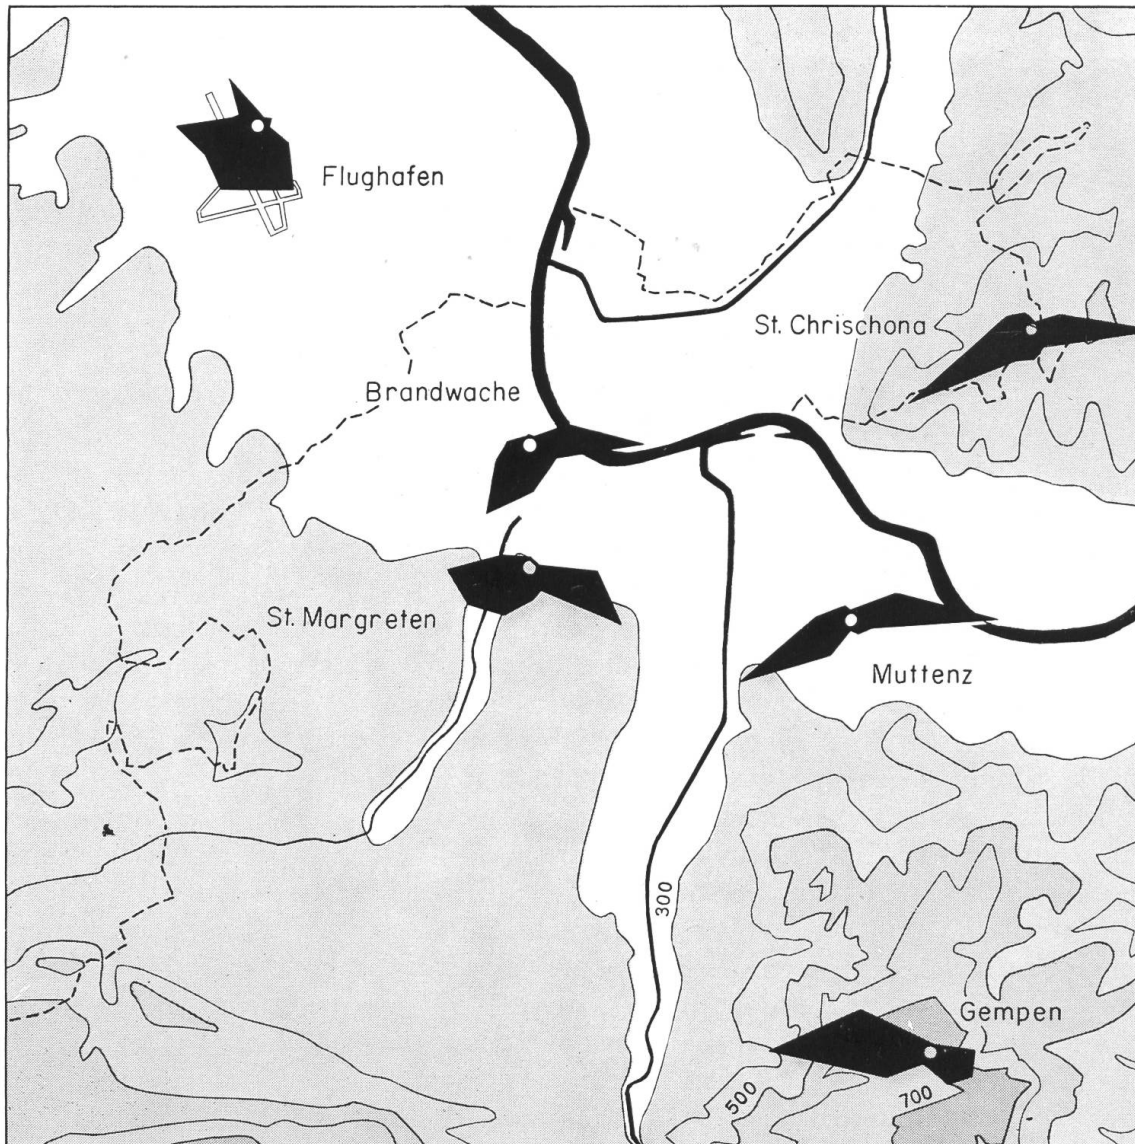 Flughafen
St. Chrischona
Brandwache
St. Margreten
Muttenz
300
Gempen
500
700